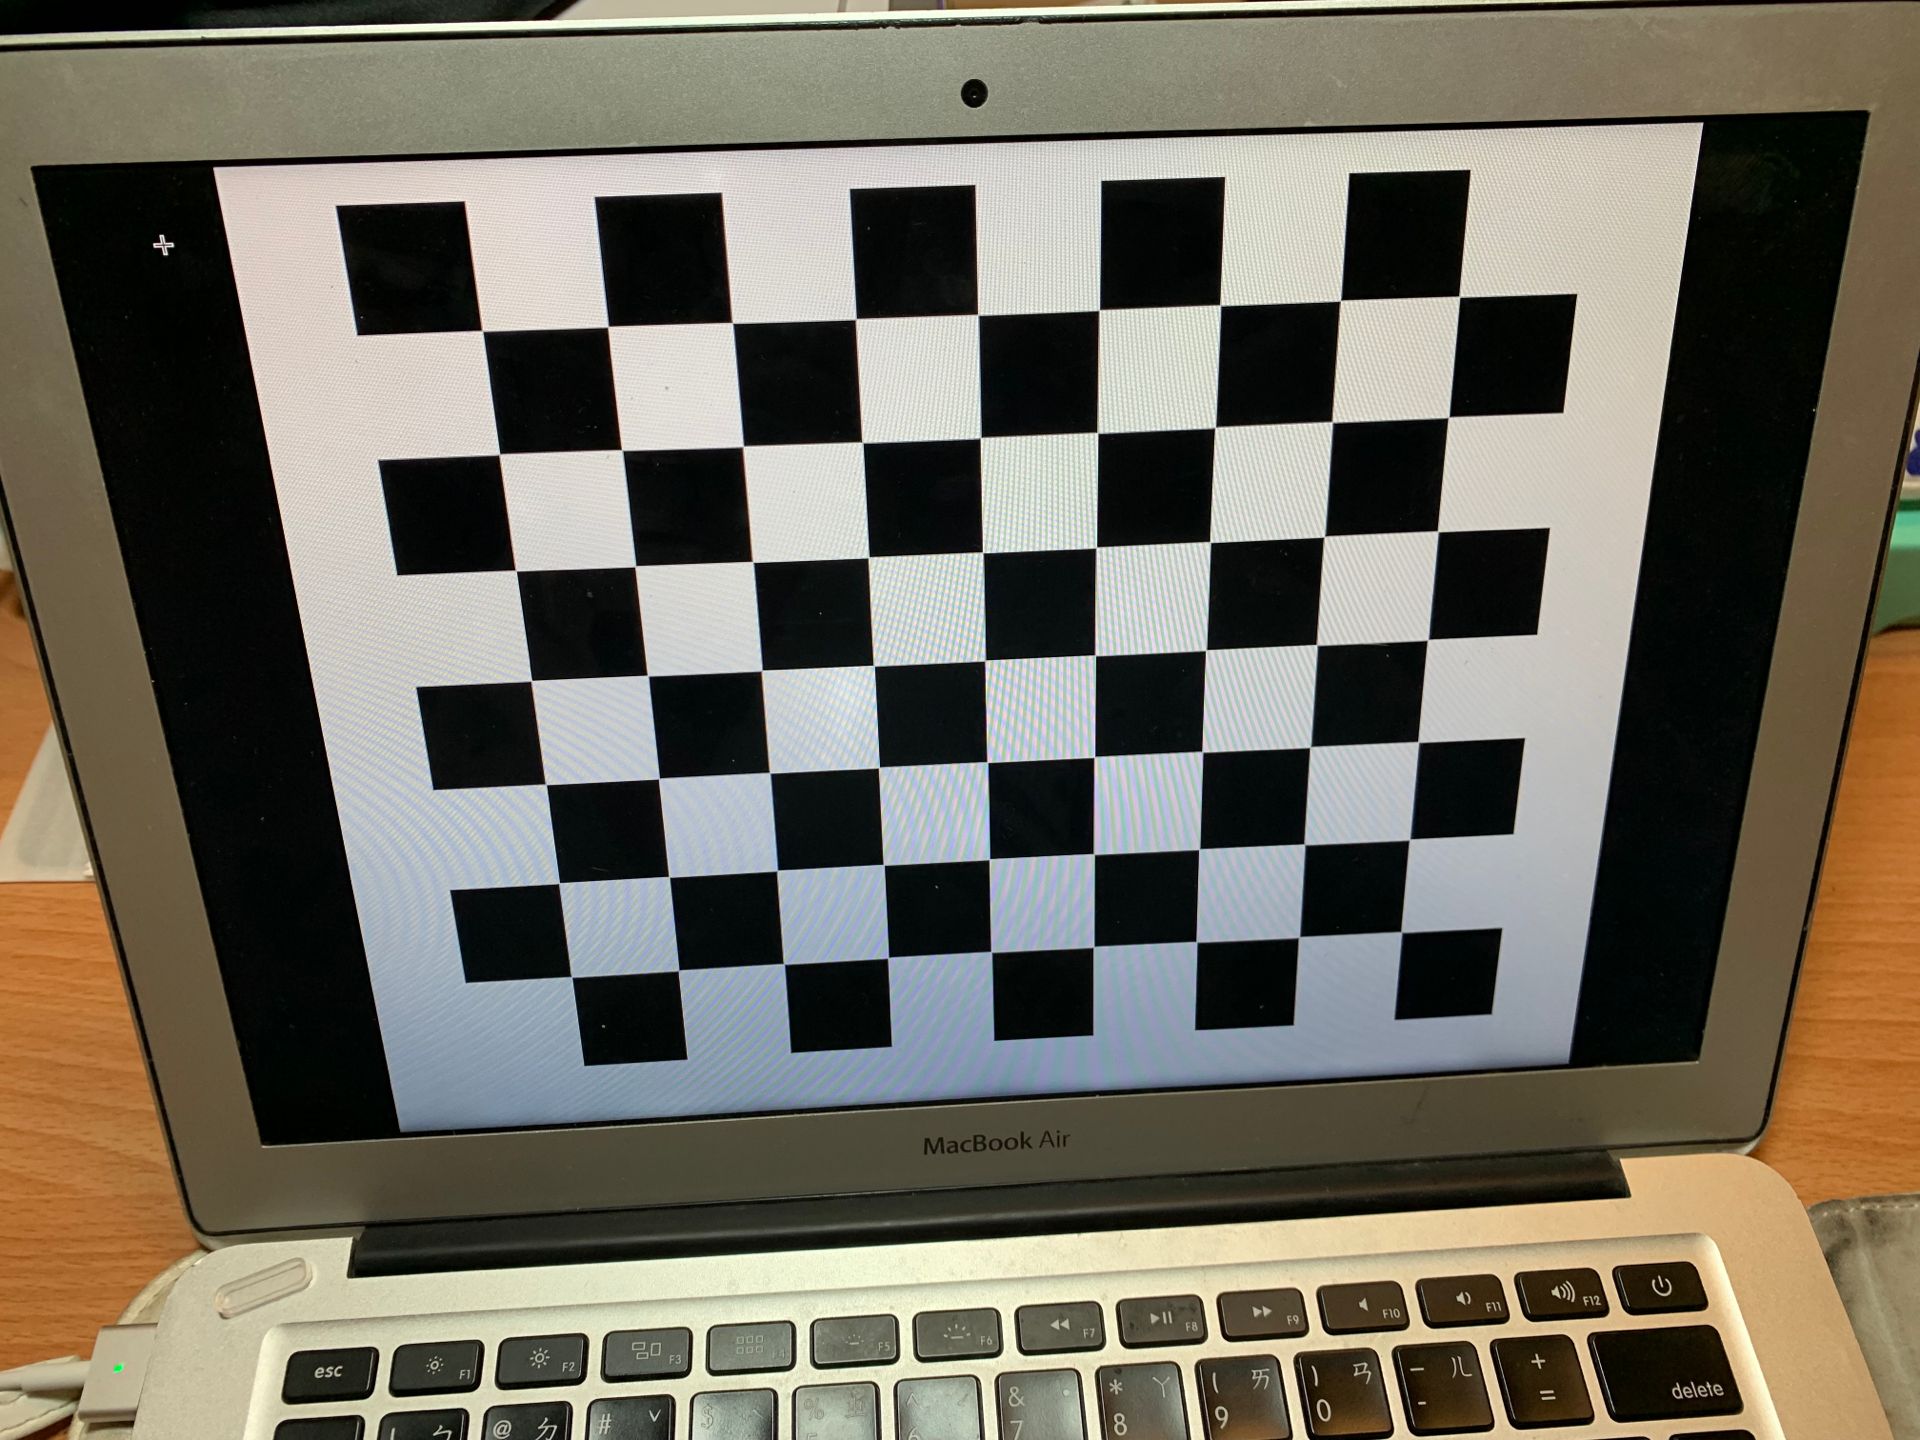 MacBook Air
esc F1 F2 F3 F4 F5 F6 F7 F8 F9 F10 F11 F12
ㄅ @ ㄉ # ˇ $ ˋ % ㄓ ^ ˊ & 7 ˙ * 8 ㄚ ( 9 ㄞ ) 0 ㄢ - ㄦ + = delete